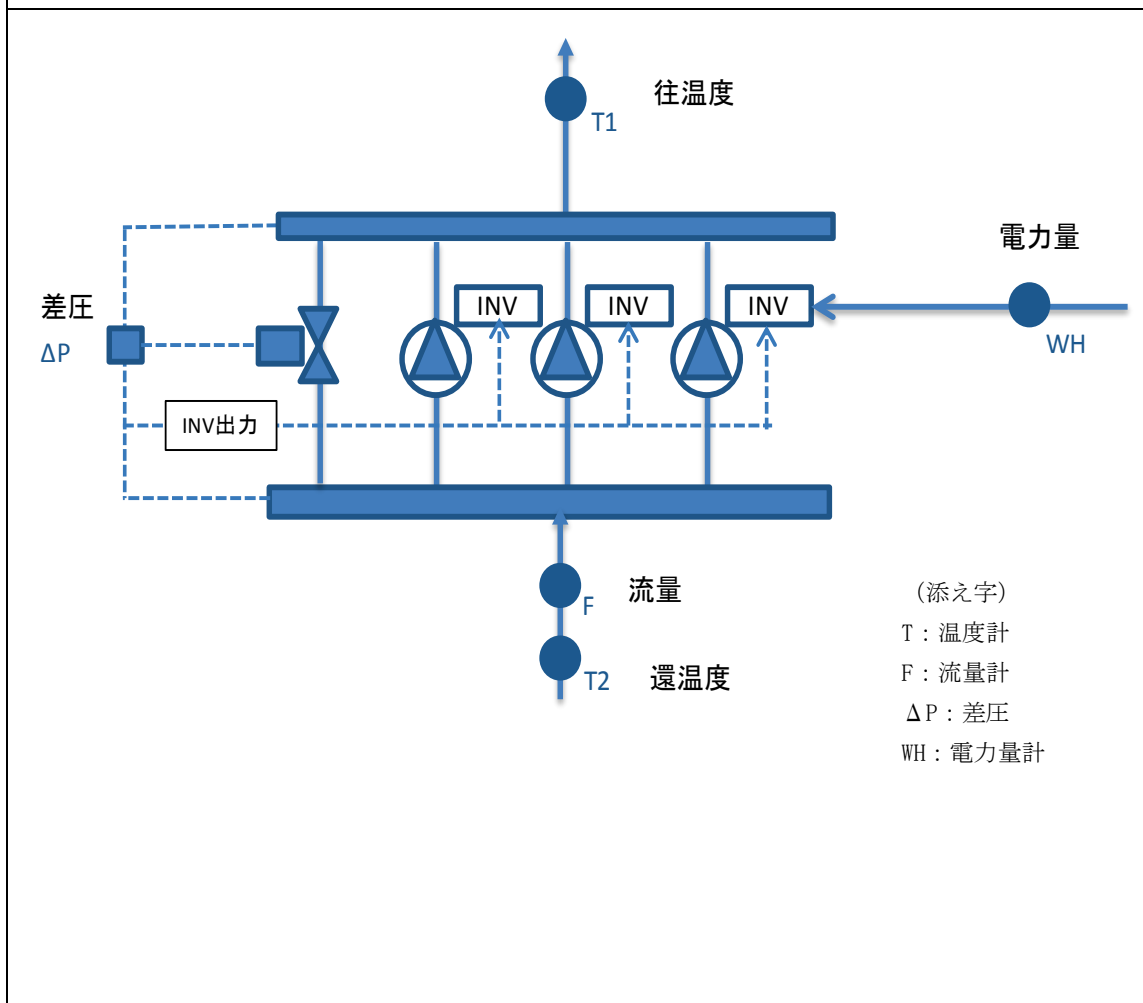 往温度
T1
電力量
差圧
INV
INV
INV
ΔP
WH
INV出力
流量
F
(添え字)
T:温度計
還温度
T2
F:流量計
ΔP:差圧
WH:電力量計